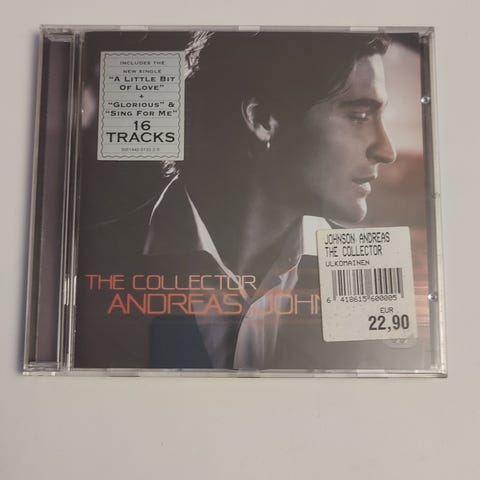 INCLUDES THE
NEW SINGLE
"A LITTLE BIT
OF LOVE"
+
"GLORIOUS" &
"SING FOR ME"
16
TRACKS
THE COLLECTOR
ANDREAS JOHN
JOHNSON ANDREAS
THE COLLECTOR
ULKOMAINEN
6 418615 600005
EUR
22,90